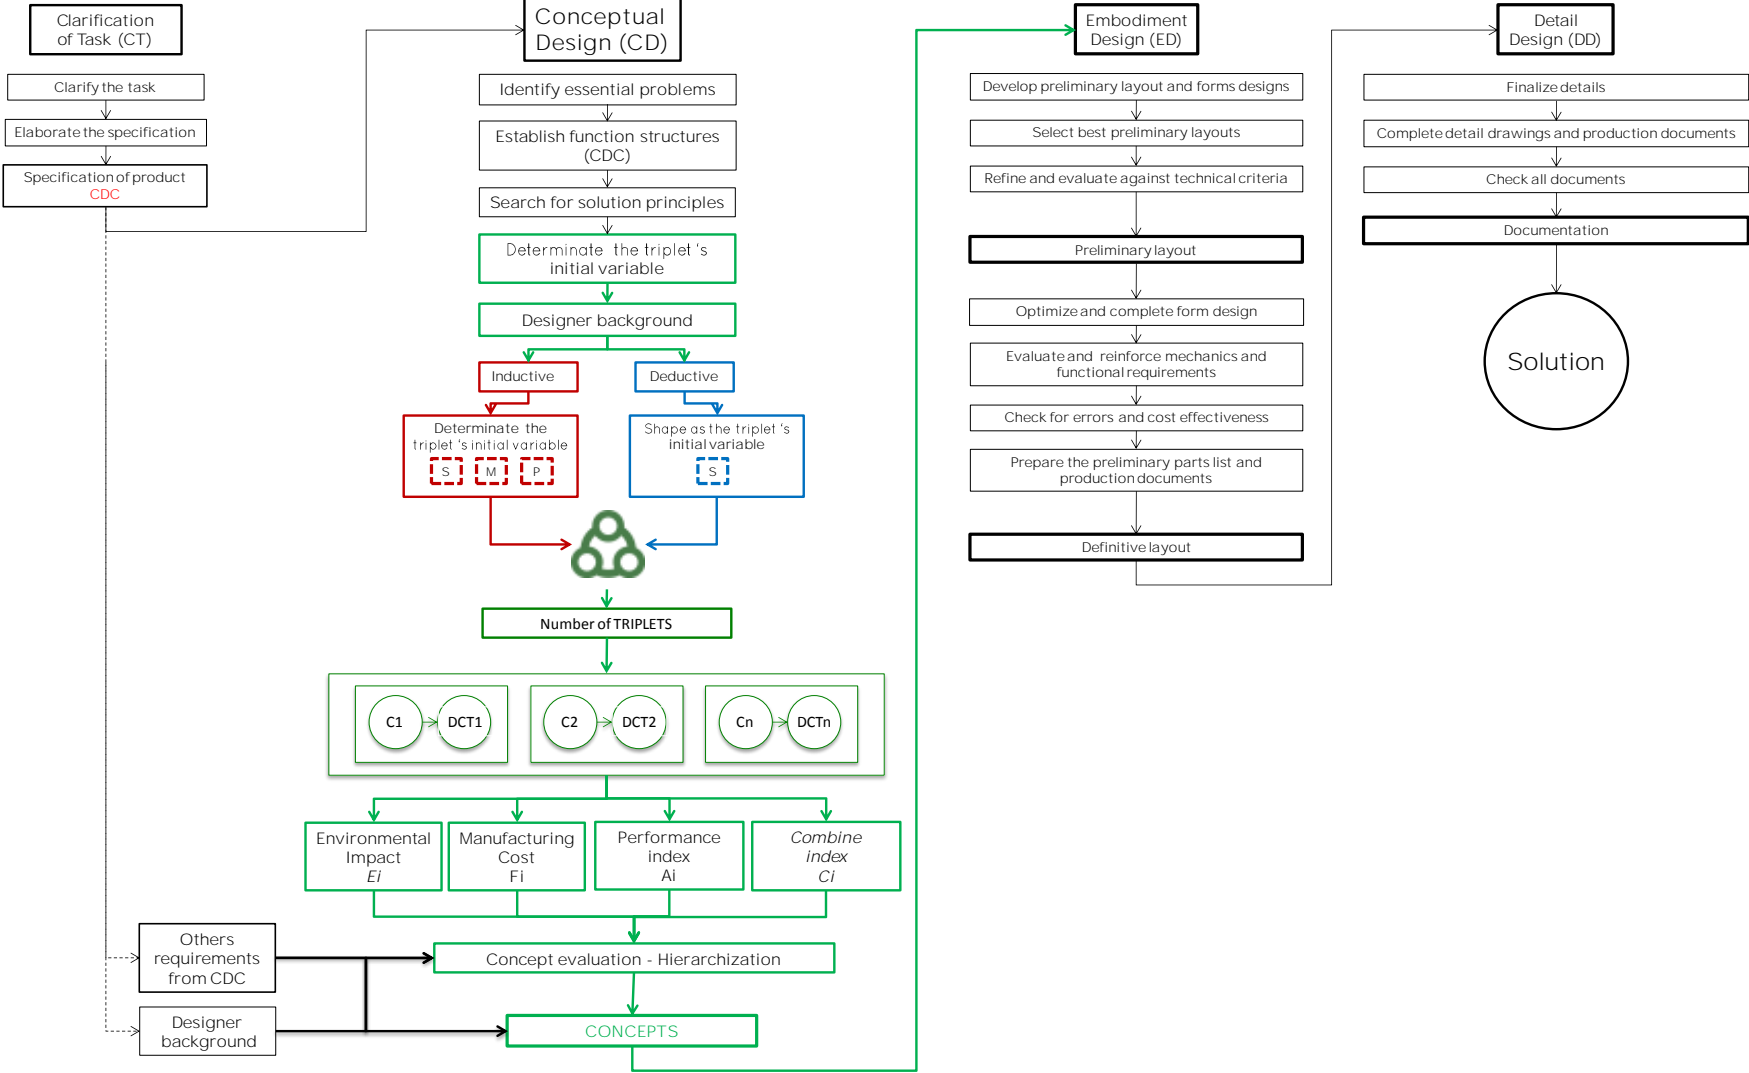 Clarification
of Task (CT)
Clarify the task
Elaborate the specification
Specification of product
CDC
Conceptual
Design (CD)
Identify essential problems
Establish function structures
(CDC)
Search for solution principles
Determinate the triplet 's
initial variable
Designer background
Inductive
Deductive
Determinate the
triplet 's initial variable
S M P
Shape as the triplet 's
initial variable
S
Number of TRIPLETS
C1
DCT1
C2
DCT2
Cn
DCTn
Environmental
Impact
Ei
Manufacturing
Cost
Fi
Performance
index
Ai
Combine
index
Ci
Others
requirements
from CDC
Concept evaluation - Hierarchization
Designer
background
CONCEPTS
Embodiment
Design (ED)
Develop preliminary layout and forms designs
Select best preliminary layouts
Refine and evaluate against technical criteria
Preliminary layout
Optimize and complete form design
Evaluate and reinforce mechanics and
functional requirements
Check for errors and cost effectiveness
Prepare the preliminary parts list and
production documents
Definitive layout
Detail
Design (DD)
Finalize details
Complete detail drawings and production documents
Check all documents
Documentation
Solution